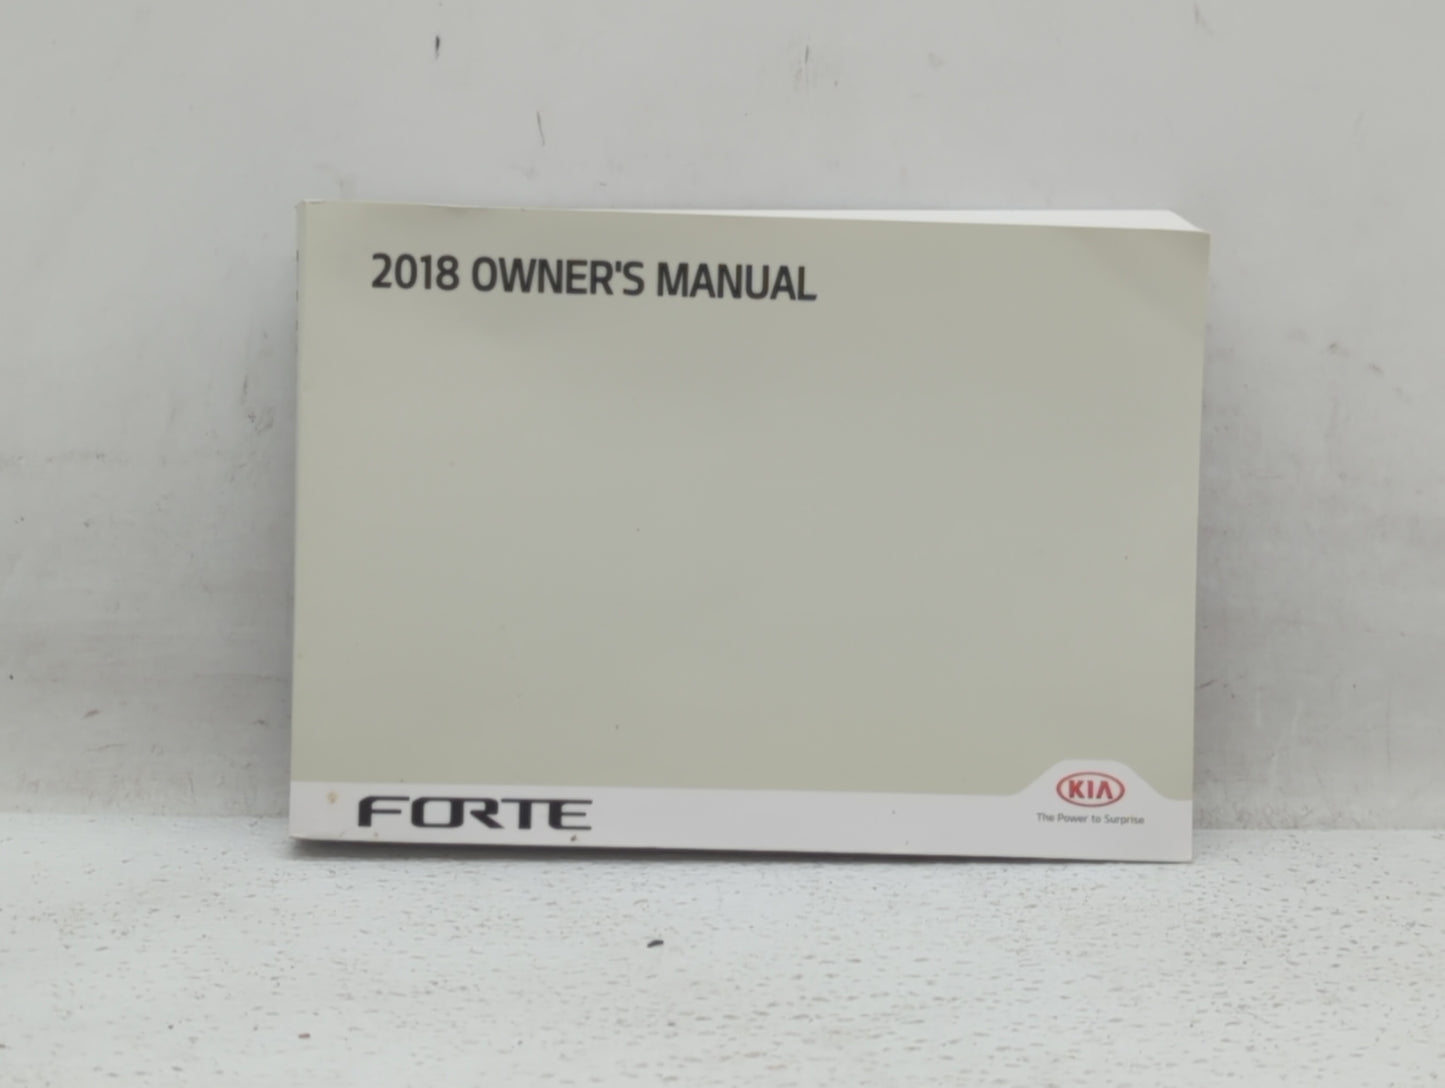 2018 OWNER'S MANUAL
FORTE
KIA
The Power to Surprise